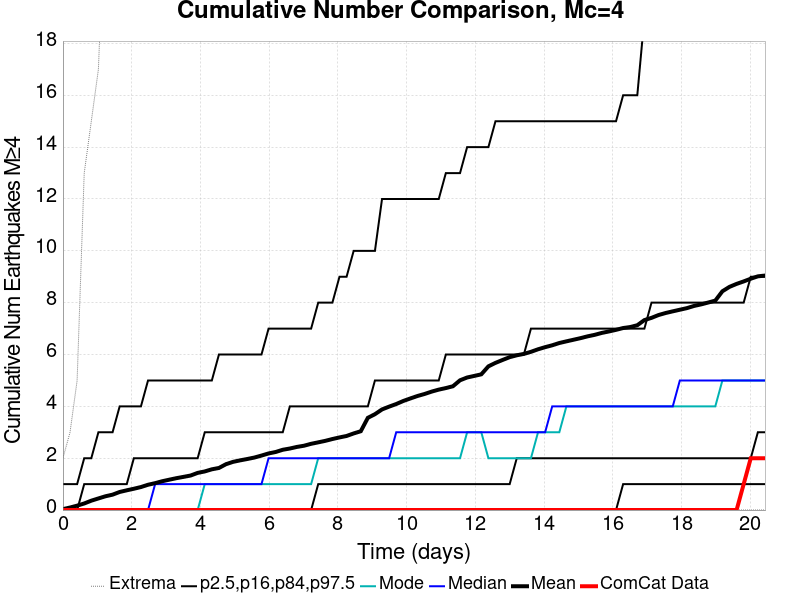 Cumulative Number Comparison, Mc=4
Cumulative Num Earthquakes M≥4
18
16
14
12
10
8
6
4
2
0
0 2 4 6 8 10 12 14 16 18 20
Time (days)
Extrema p2.5,p16,p84,p97.5 Mode Median Mean ComCat Data